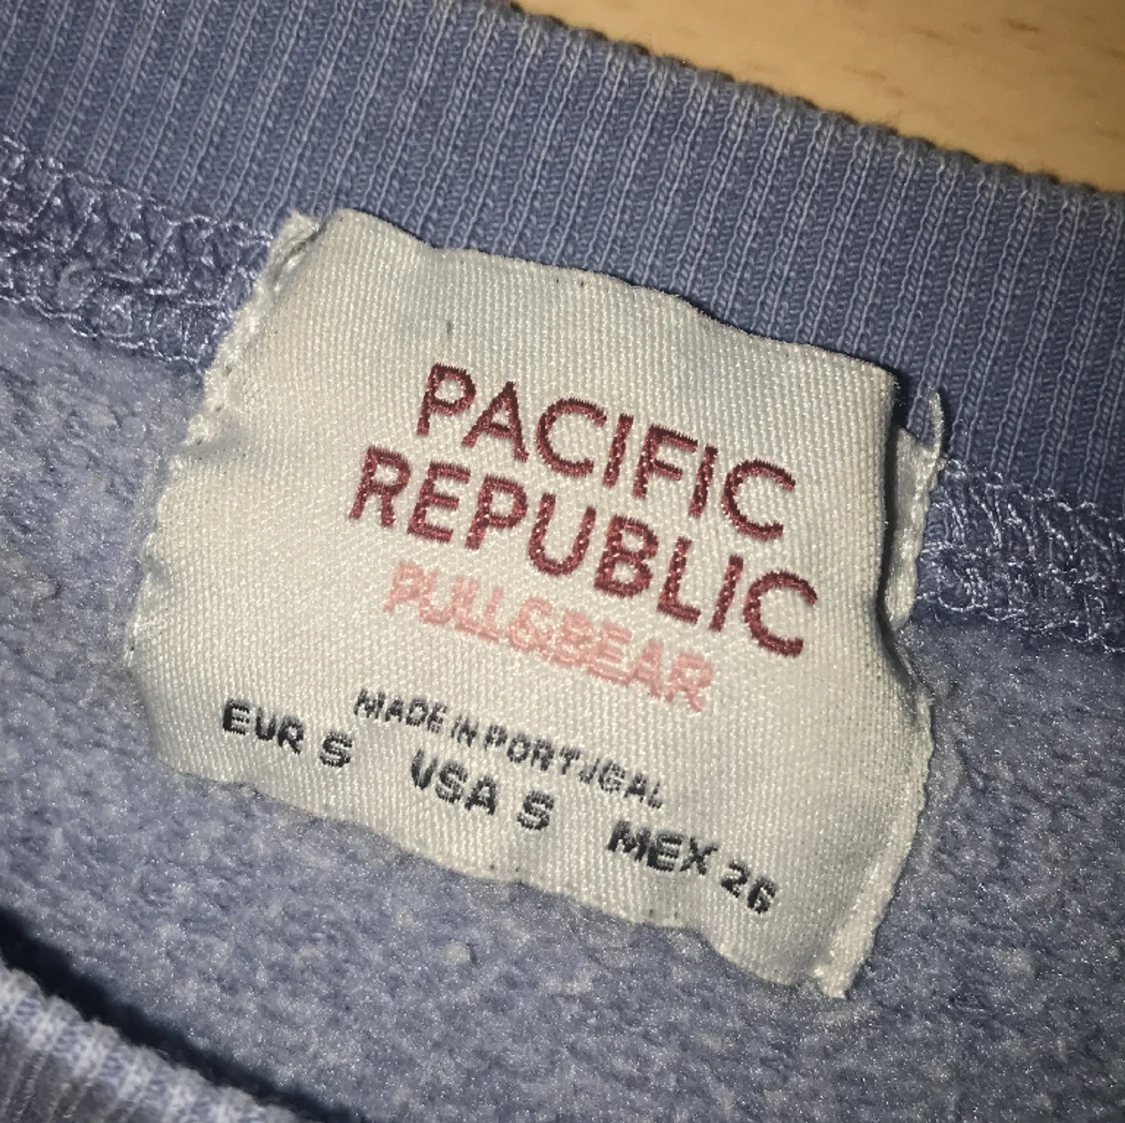 PACIFIC
REPUBLIC
PULL&BEAR
MADE IN PORTUGAL
EUR S USA S MEX 26